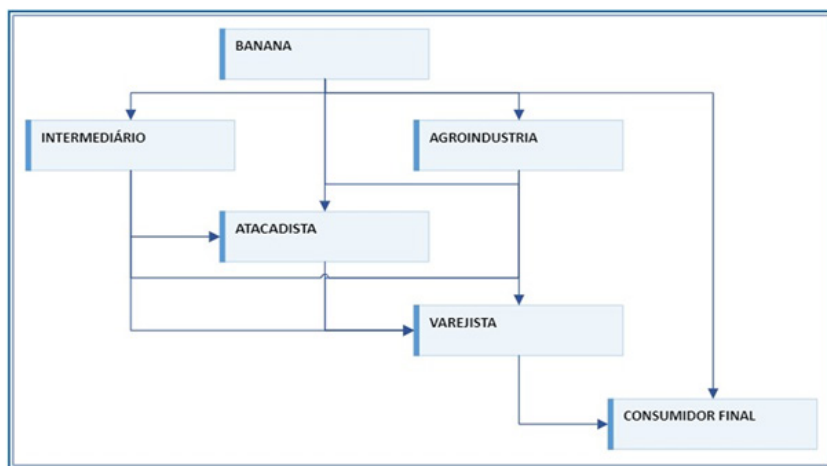 BANANA
INTERMEDIÁRIO
AGROINDUSTRIA
ATACADISTA
VAREJISTA
CONSUMIDOR FINAL